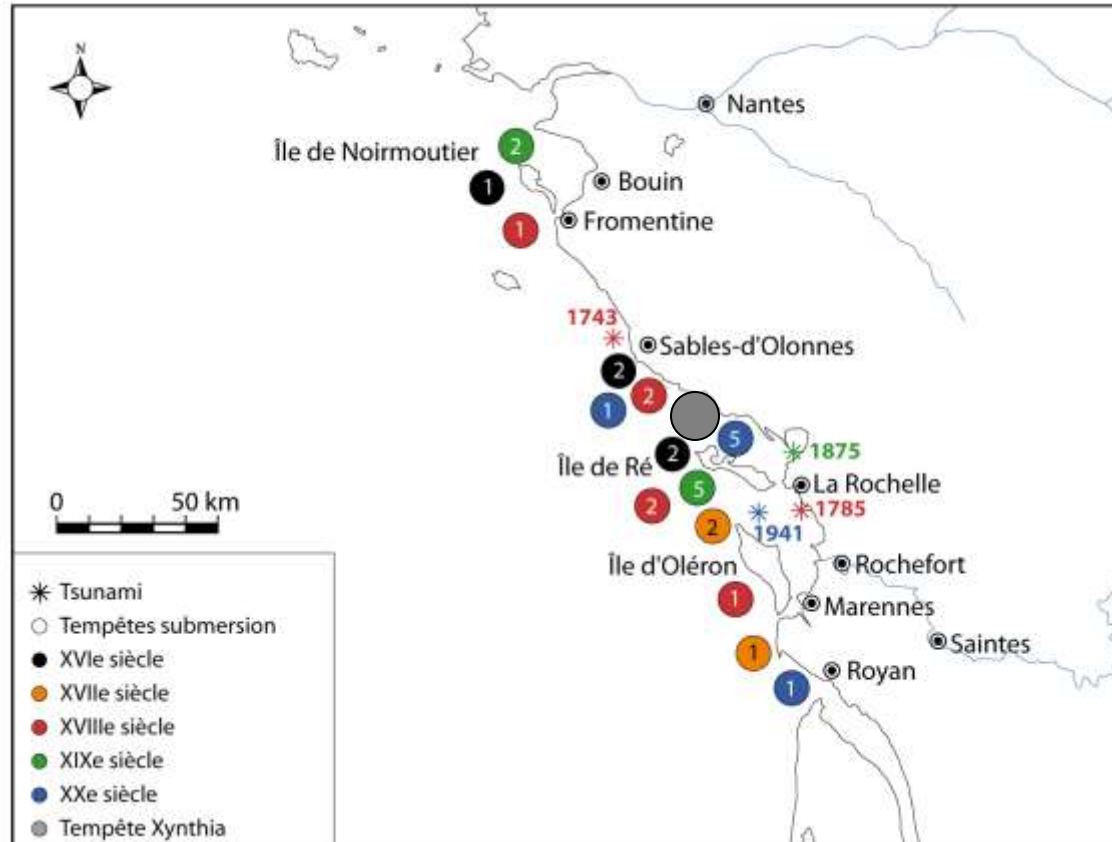 N
Nantes
Île de Noirmoutier
2
1
Bouin
1
Fromentine
1743
Sables-d'Olonnes
2
2
1
5
2
Île de Ré
1875
5
La Rochelle
2
1785
2
1941
0 50 km
Île d'Oléron
Rochefort
1
Marennes
1
Saintes
Royan
1
Tsunami
Tempêtes submersion
XVIe siècle
XVIIe siècle
XVIIIe siècle
XIXe siècle
XXe siècle
Tempête Xynthia